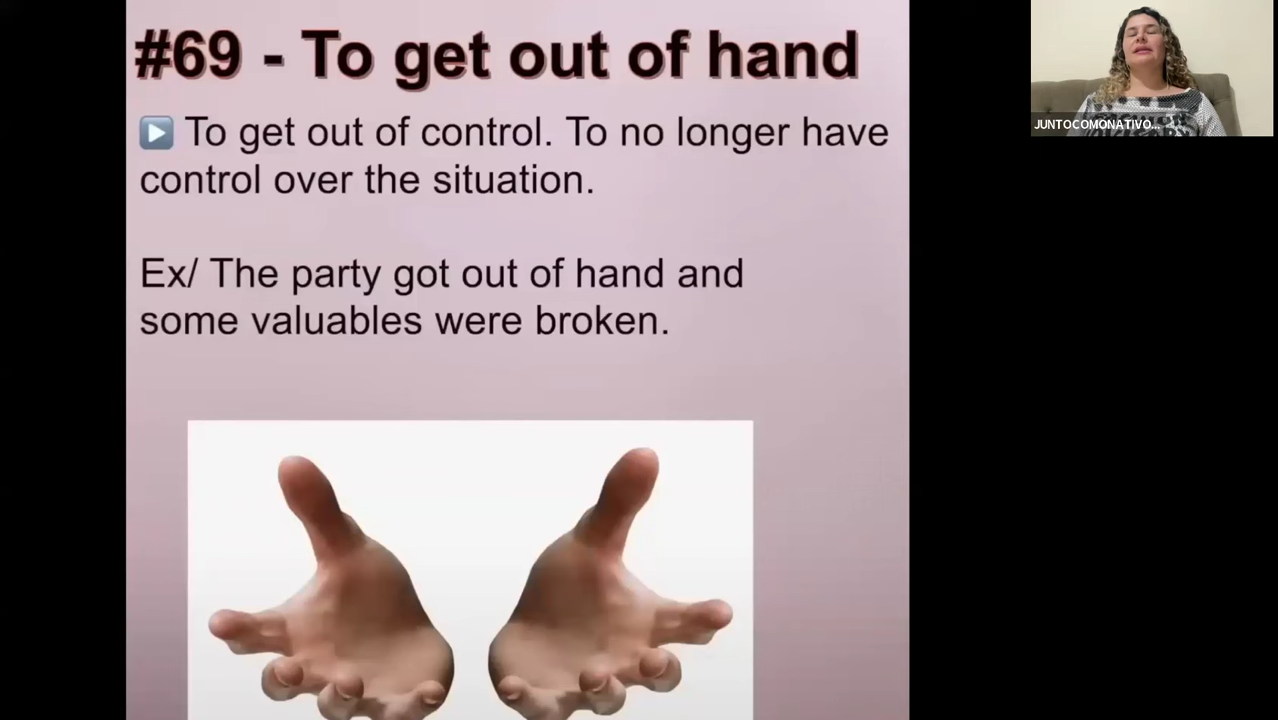 #69 - To get out of hand
To get out of control. To no longer have
control over the situation.
Ex/ The party got out of hand and
some valuables were broken.
JUNTOCOMONATIVO...